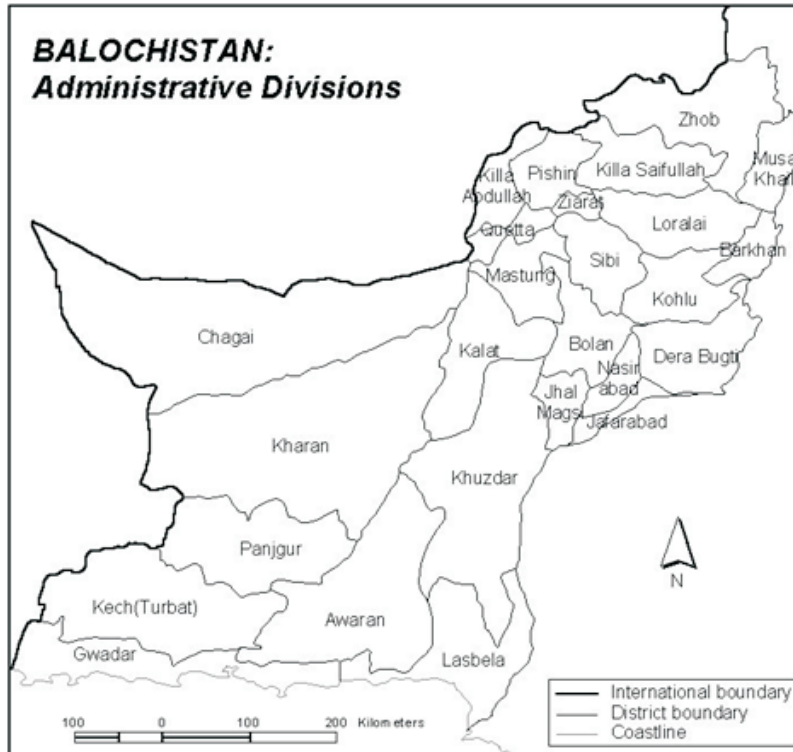 BALOCHISTAN:
Administrative Divisions
Zhob
Musa
Khail
Killa
Abdullah
Pishin
Killa Saifullah
Ziarat
Quetta
Loralai
Barkhan
Mastung
Sibi
Kohlu
Chagai
Kalat
Bolan
Dera Bugti
Nasir
abad
Jhal
Magsi
Jafarabad
Kharan
Khuzdar
Panjgur
N
Kech(Turbat)
Awaran
Gwadar
Lasbela
International boundary
District boundary
Coastline
100 0 100 200 Kilometers